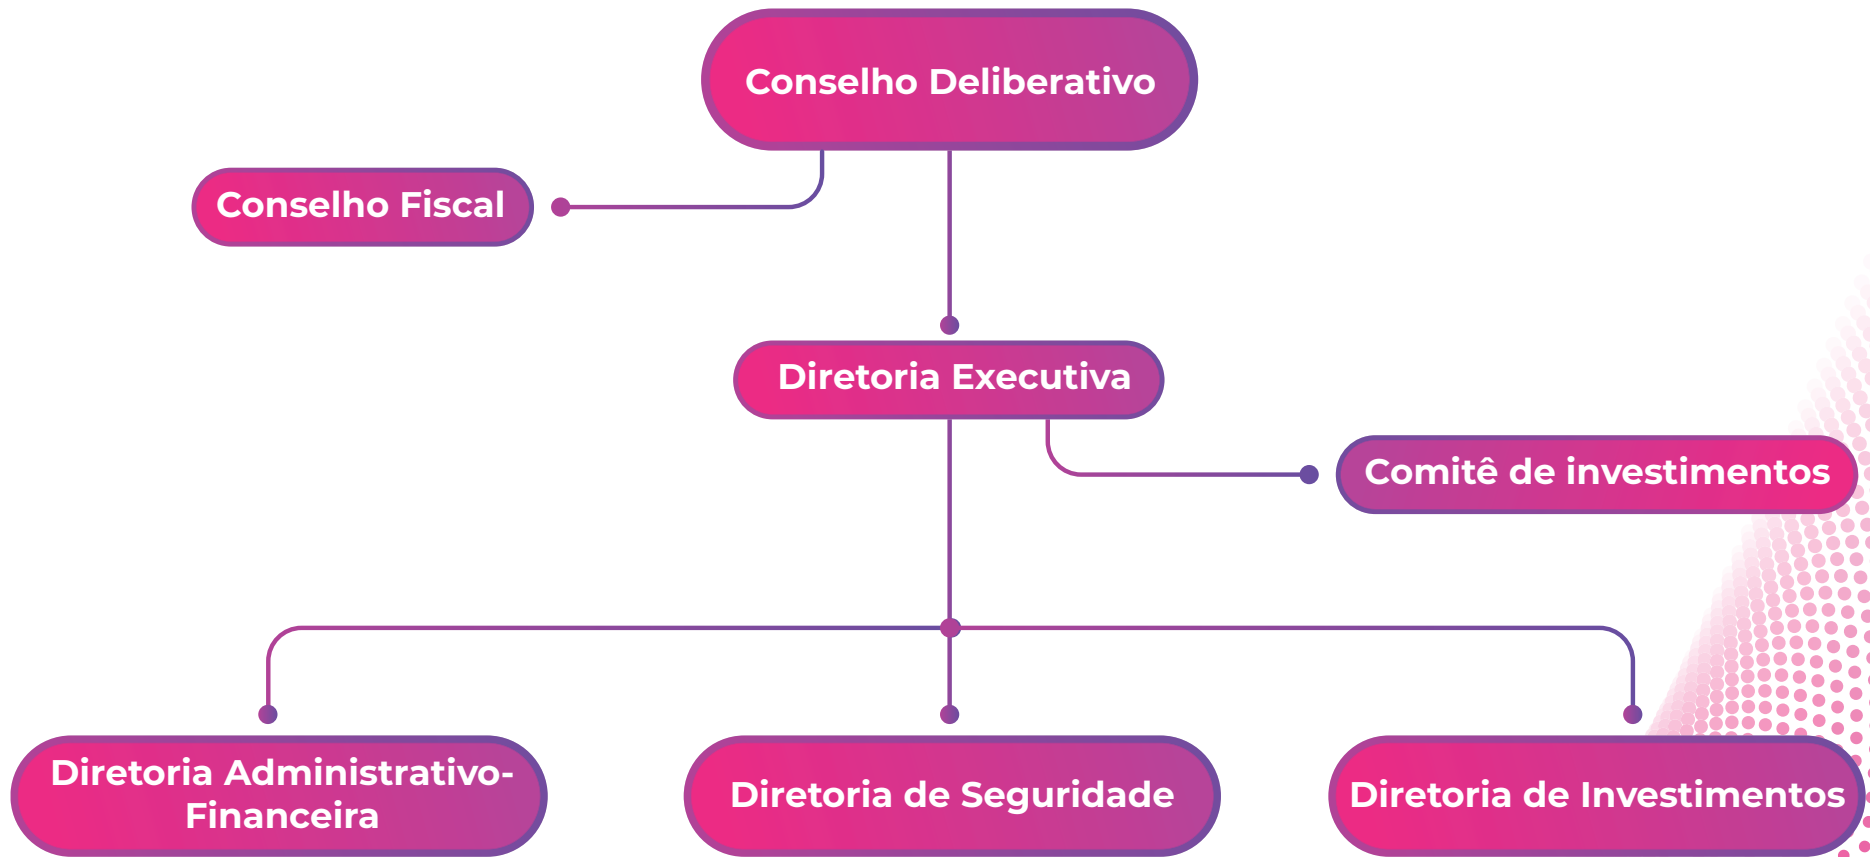 Conselho Deliberativo
Conselho Fiscal
Diretoria Executiva
Comitê de investimentos
Diretoria Administrativo-
Financeira
Diretoria de Seguridade
Diretoria de Investimentos